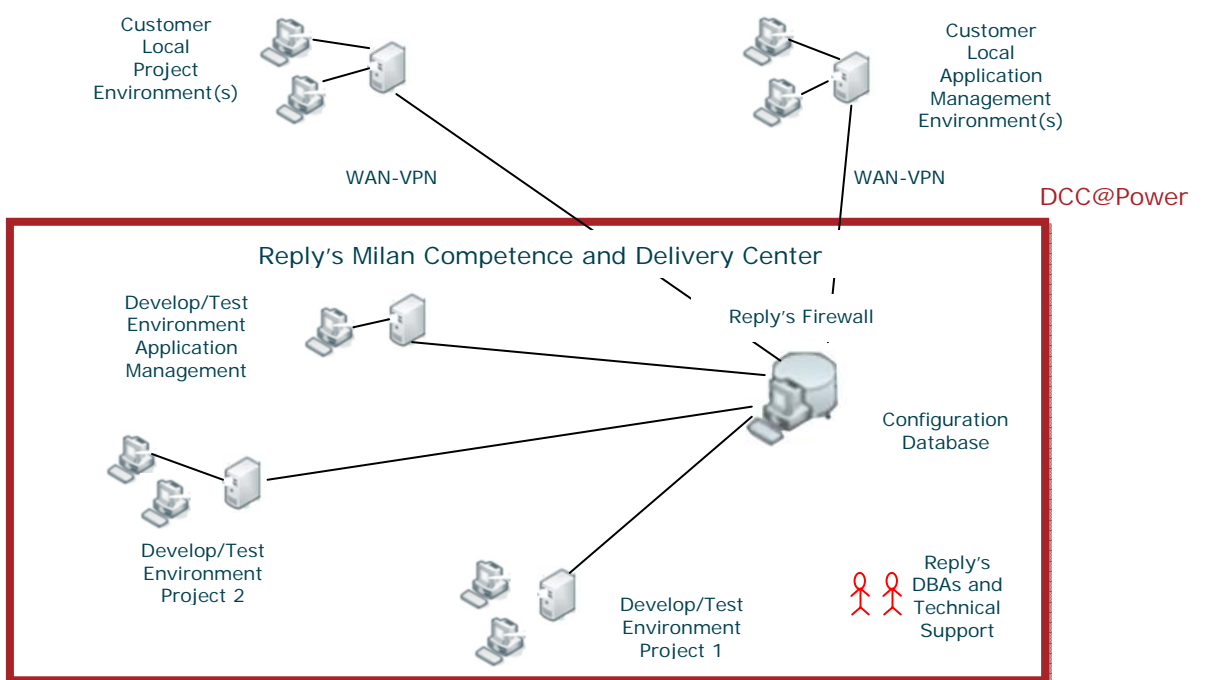 Customer
Local
Project
Environment(s)
Customer
Local
Application
Management
Environment(s)
WAN-VPN
WAN-VPN
DCC@Power
Reply's Milan Competence and Delivery Center
Develop/Test
Environment
Application
Management
Reply's Firewall
Configuration
Database
Develop/Test
Environment
Project 2
Develop/Test
Environment
Project 1
Reply's
DBAs and
Technical
Support